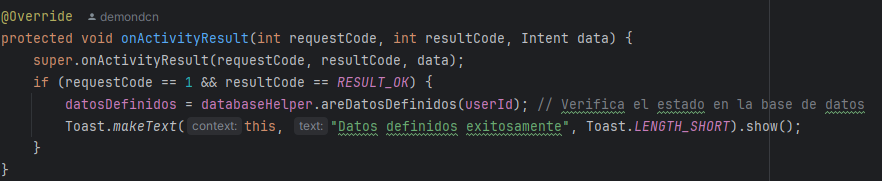 @Override demondcn
protected void onActivityResult(int requestCode, int resultCode, Intent data) {
super.onActivityResult(requestCode, resultCode, data);
if (requestCode == 1 && resultCode == RESULT_OK) {
datosDefinidos = databaseHelper.areDatosDefinidos(userId); // Verifica el estado en la base de datos
Toast.makeText( context: this, text: "Datos definidos exitosamente", Toast.LENGTH_SHORT).show();
}
}